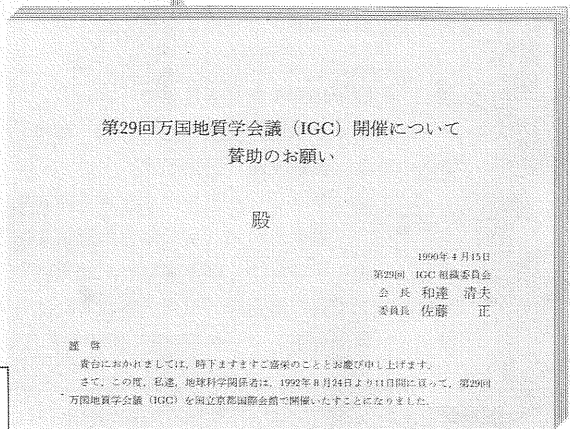 第29回万国地質学会議（IGC）開催について
賛助のお願い
殿
1990年4月15日
第29回 IGC 組織委員会
会 長 和達 清夫
委員長 佐藤 正
謹 啓
貴台におかれましては、時下ますますご盛栄のこととお慶び申し上げます。
さて、この度、私達、地球科学関係者は、1992年8月24日より11日間に亘って、第29回
万国地質学会議（IGC）を国立京都国際会館で開催いたすことになりました。